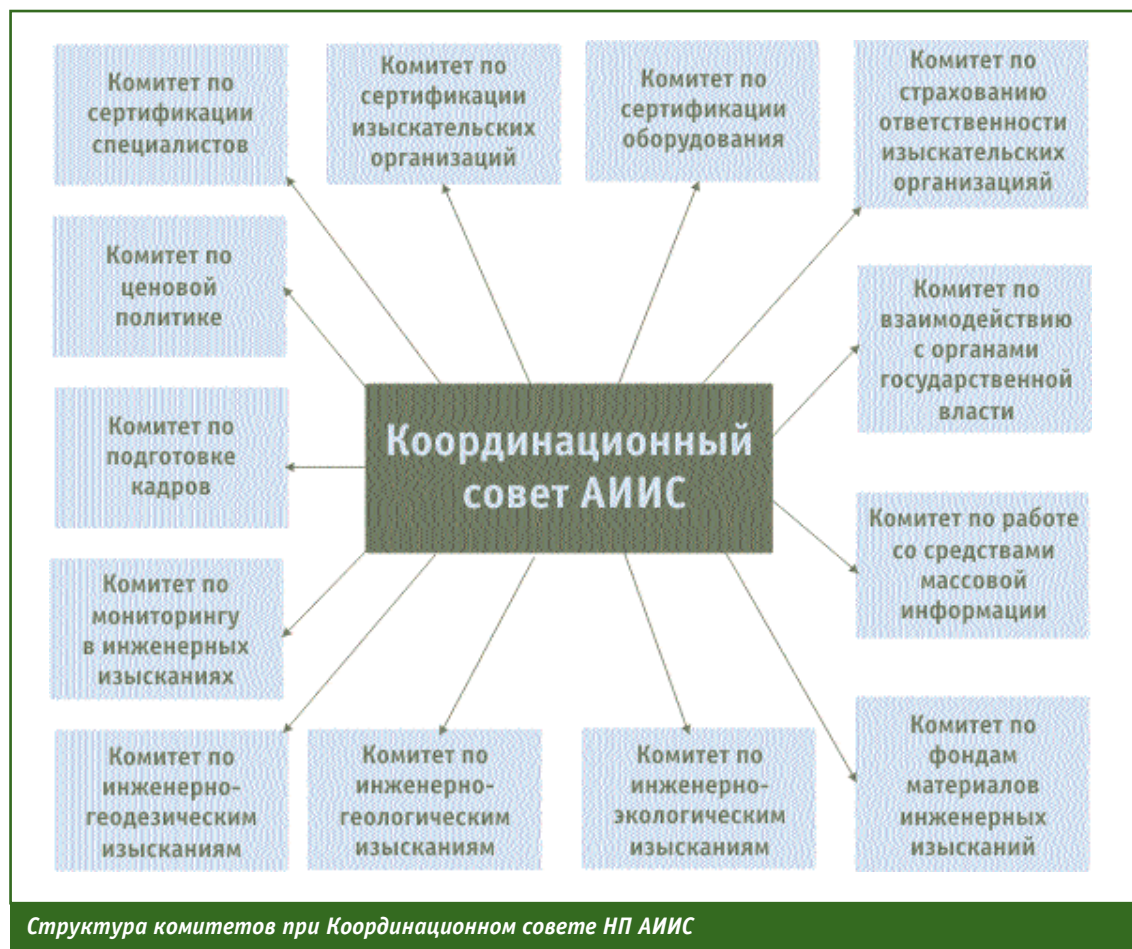 Комитет по
сертификации
специалистов
Комитет по
сертификации
изыскательских
организаций
Комитет по
сертификации
оборудования
Комитет по
страхованию
ответственности
изыскательских
организацияй
Комитет по
ценовой
политике
Комитет по
взаимодействию
с органами
государственной
власти
Координационный
совет АИИС
Комитет по
подготовке
кадров
Комитет по работе
со средствами
массовой
информации
Комитет по
мониторингу
в инженерных
изысканиях
Комитет по
инженерно-
геодезическим
изысканиям
Комитет по
инженерно-
геологическим
изысканиям
Комитет по
инженерно-
экологическим
изысканиям
Комитет по
фондам
материалов
инженерных
изысканий
Структура комитетов при Координационном совете НП АИИС